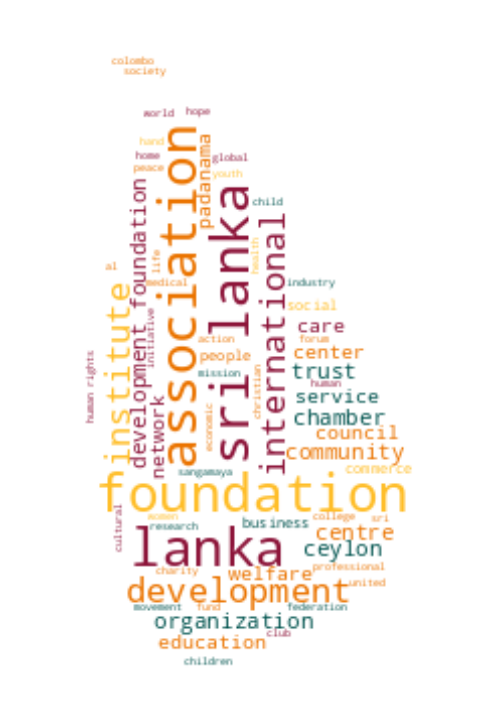 colombo
society
world
hope
hand
home
peace
association
padanama
global
youth
sri lanka
child
development foundation
international
health
al
life
medical
institute
initiative
industry
social
care
action
forum
people
center
mission
trust
human
human rights
network
economic
christian
service
chamber
council
community
sangamaya
commerce
foundation
cultural
women
research
business
college
sri
lanka
centre
ceylon
charity
welfare
professional
development
united
movement
fund
federation
organization
club
education
children